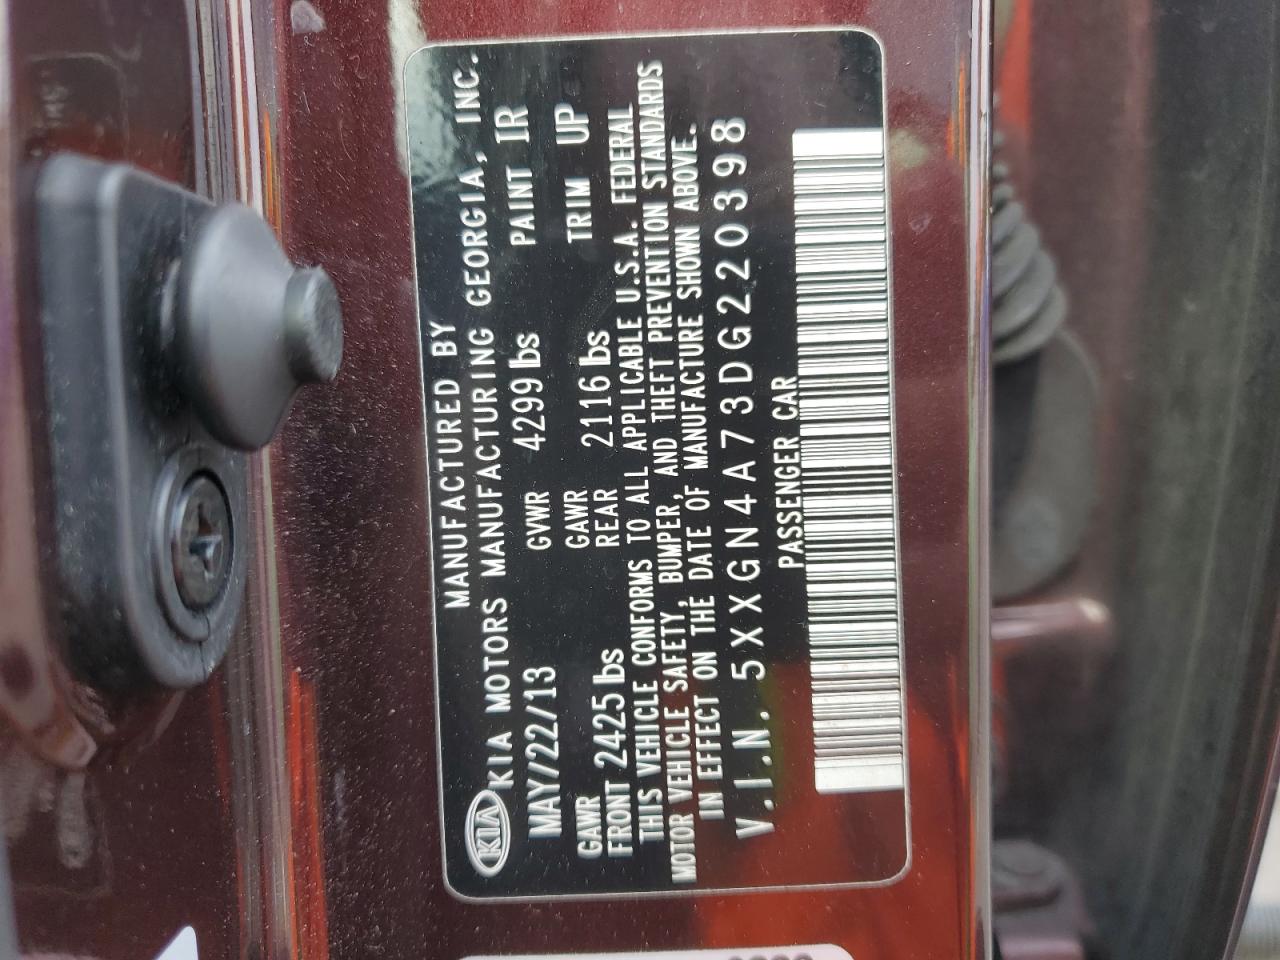 KIA
MANUFACTURED BY
KIA MOTORS MANUFACTURING GEORGIA, INC.
MAY/22/13 GVWR 4299 lbs PAINT IR
GAWR FRONT 2425 lbs GAWR REAR 2116 lbs TRIM UP
THIS VEHICLE CONFORMS TO ALL APPLICABLE U.S.A. FEDERAL
MOTOR VEHICLE SAFETY, BUMPER, AND THEFT PREVENTION STANDARDS
IN EFFECT ON THE DATE OF MANUFACTURE SHOWN ABOVE.
V.I.N. 5XXGN4A73DG220398
PASSENGER CAR